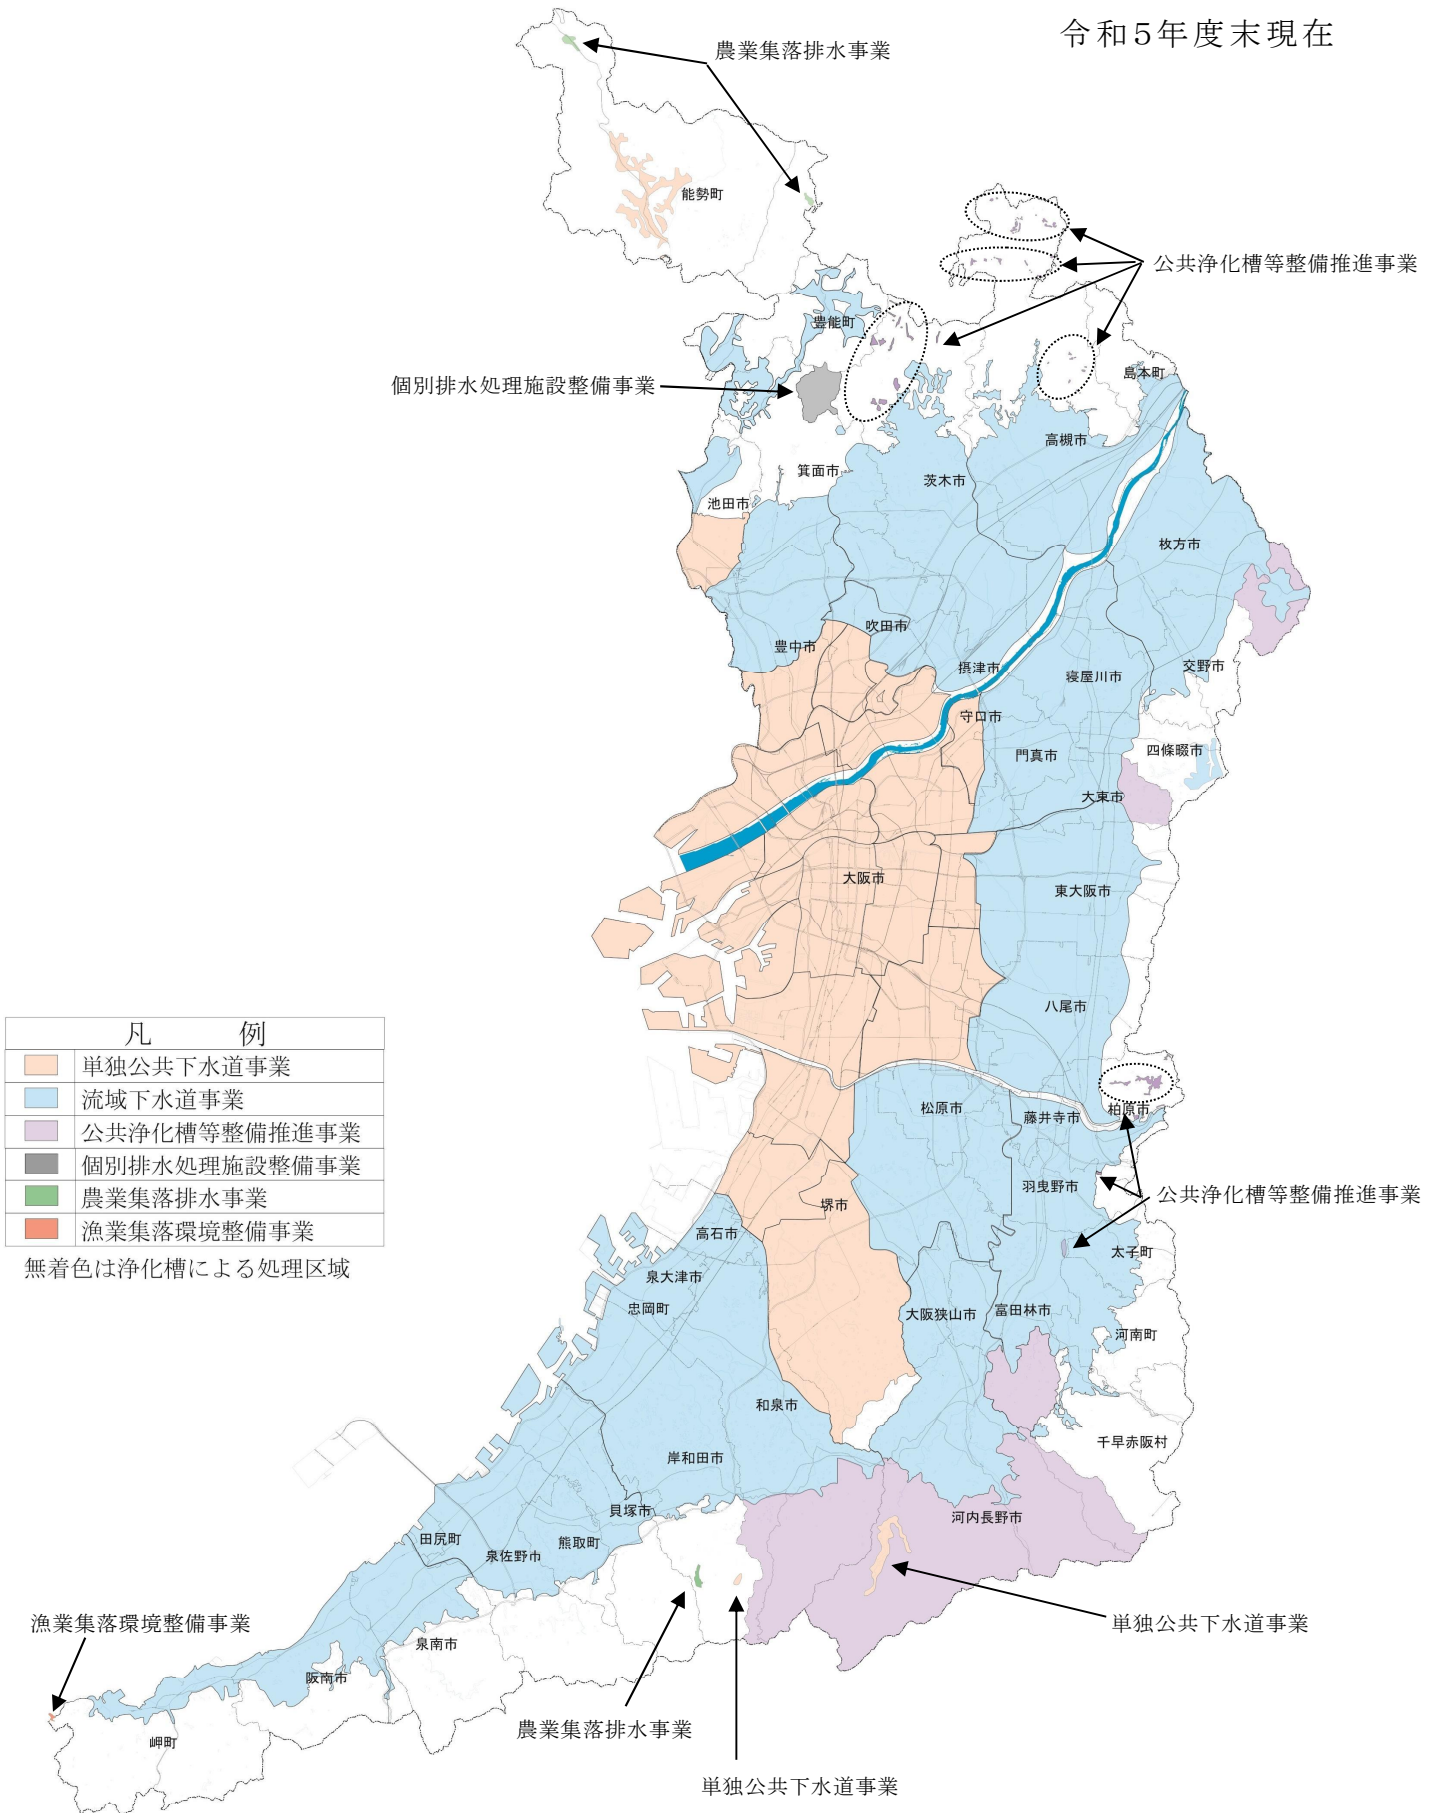 令和5年度末現在
農業集落排水事業
能勢町
公共浄化槽等整備推進事業
豊能町
島本町
個別排水処理施設整備事業
高槻市
箕面市
茨木市
池田市
枚方市
吹田市
豊中市
摂津市
交野市
寝屋川市
守口市
四條畷市
門真市
大東市
大阪市
東大阪市
八尾市
凡 例
単独公共下水道事業
流域下水道事業
公共浄化槽等整備推進事業
個別排水処理施設整備事業
農業集落排水事業
漁業集落環境整備事業
無着色は浄化槽による処理区域
松原市
柏原市
藤井寺市
羽曳野市
公共浄化槽等整備推進事業
堺市
高石市
太子町
泉大津市
忠岡町
富田林市
大阪狭山市
河南町
和泉市
千早赤阪村
岸和田市
貝塚市
河内長野市
田尻町
熊取町
泉佐野市
漁業集落環境整備事業
単独公共下水道事業
泉南市
阪南市
農業集落排水事業
岬町
単独公共下水道事業